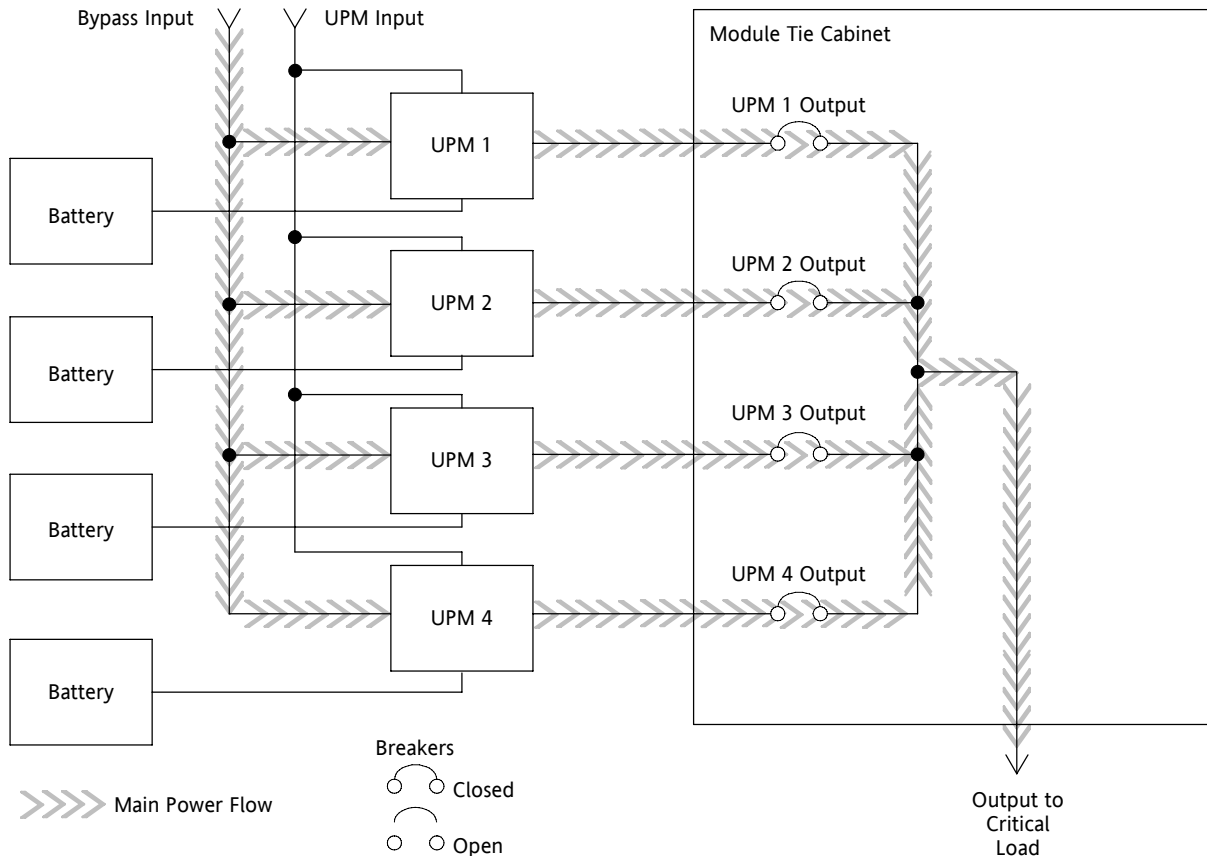 Bypass Input
UPM Input
Module Tie Cabinet
UPM 1 Output
UPM 1
Battery
UPM 2 Output
UPM 2
Battery
UPM 3 Output
UPM 3
Battery
UPM 4 Output
UPM 4
Battery
Breakers
Closed
Open
Main Power Flow
Output to
Critical
Load